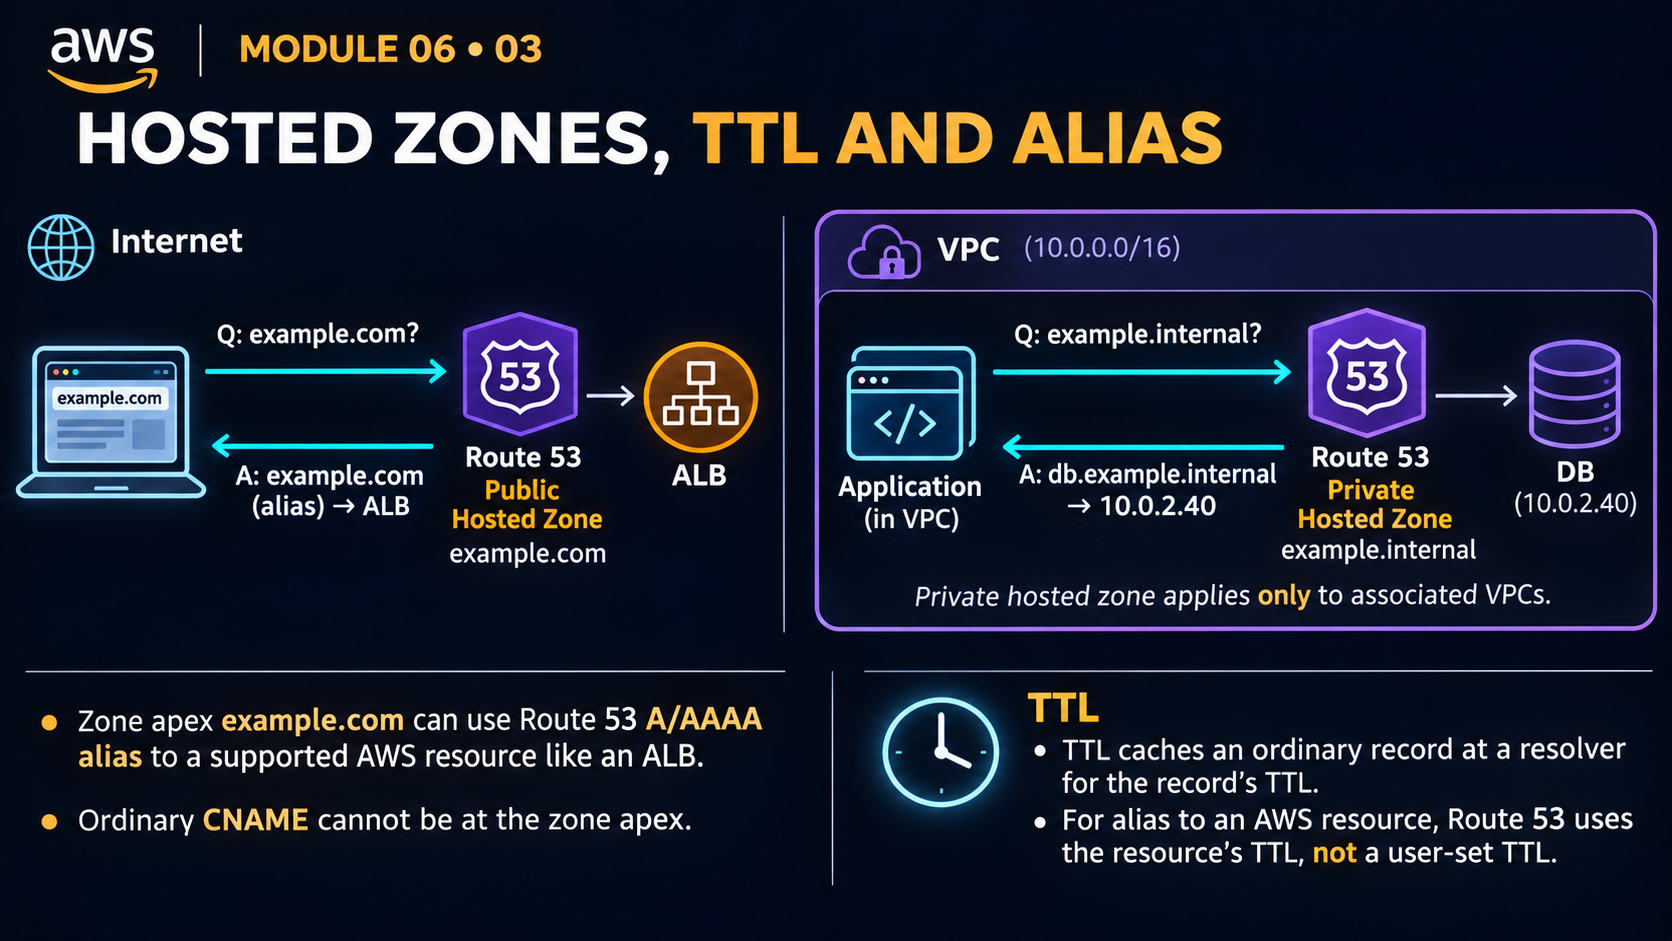 aws
MODULE 06 • 03
HOSTED ZONES, TTL AND ALIAS
Internet
example.com
Q: example.com?
A: example.com
(alias) → ALB
53
Route 53
Public
Hosted Zone
example.com
ALB
VPC (10.0.0.0/16)
Application
(in VPC)
Q: example.internal?
A: db.example.internal
→ 10.0.2.40
53
Route 53
Private
Hosted Zone
example.internal
DB
(10.0.2.40)
Private hosted zone applies only to associated VPCs.
• Zone apex example.com can use Route 53 A/AAAA
alias to a supported AWS resource like an ALB.
• Ordinary CNAME cannot be at the zone apex.
TTL
• TTL caches an ordinary record at a resolver
for the record's TTL.
• For alias to an AWS resource, Route 53 uses
the resource's TTL, not a user-set TTL.